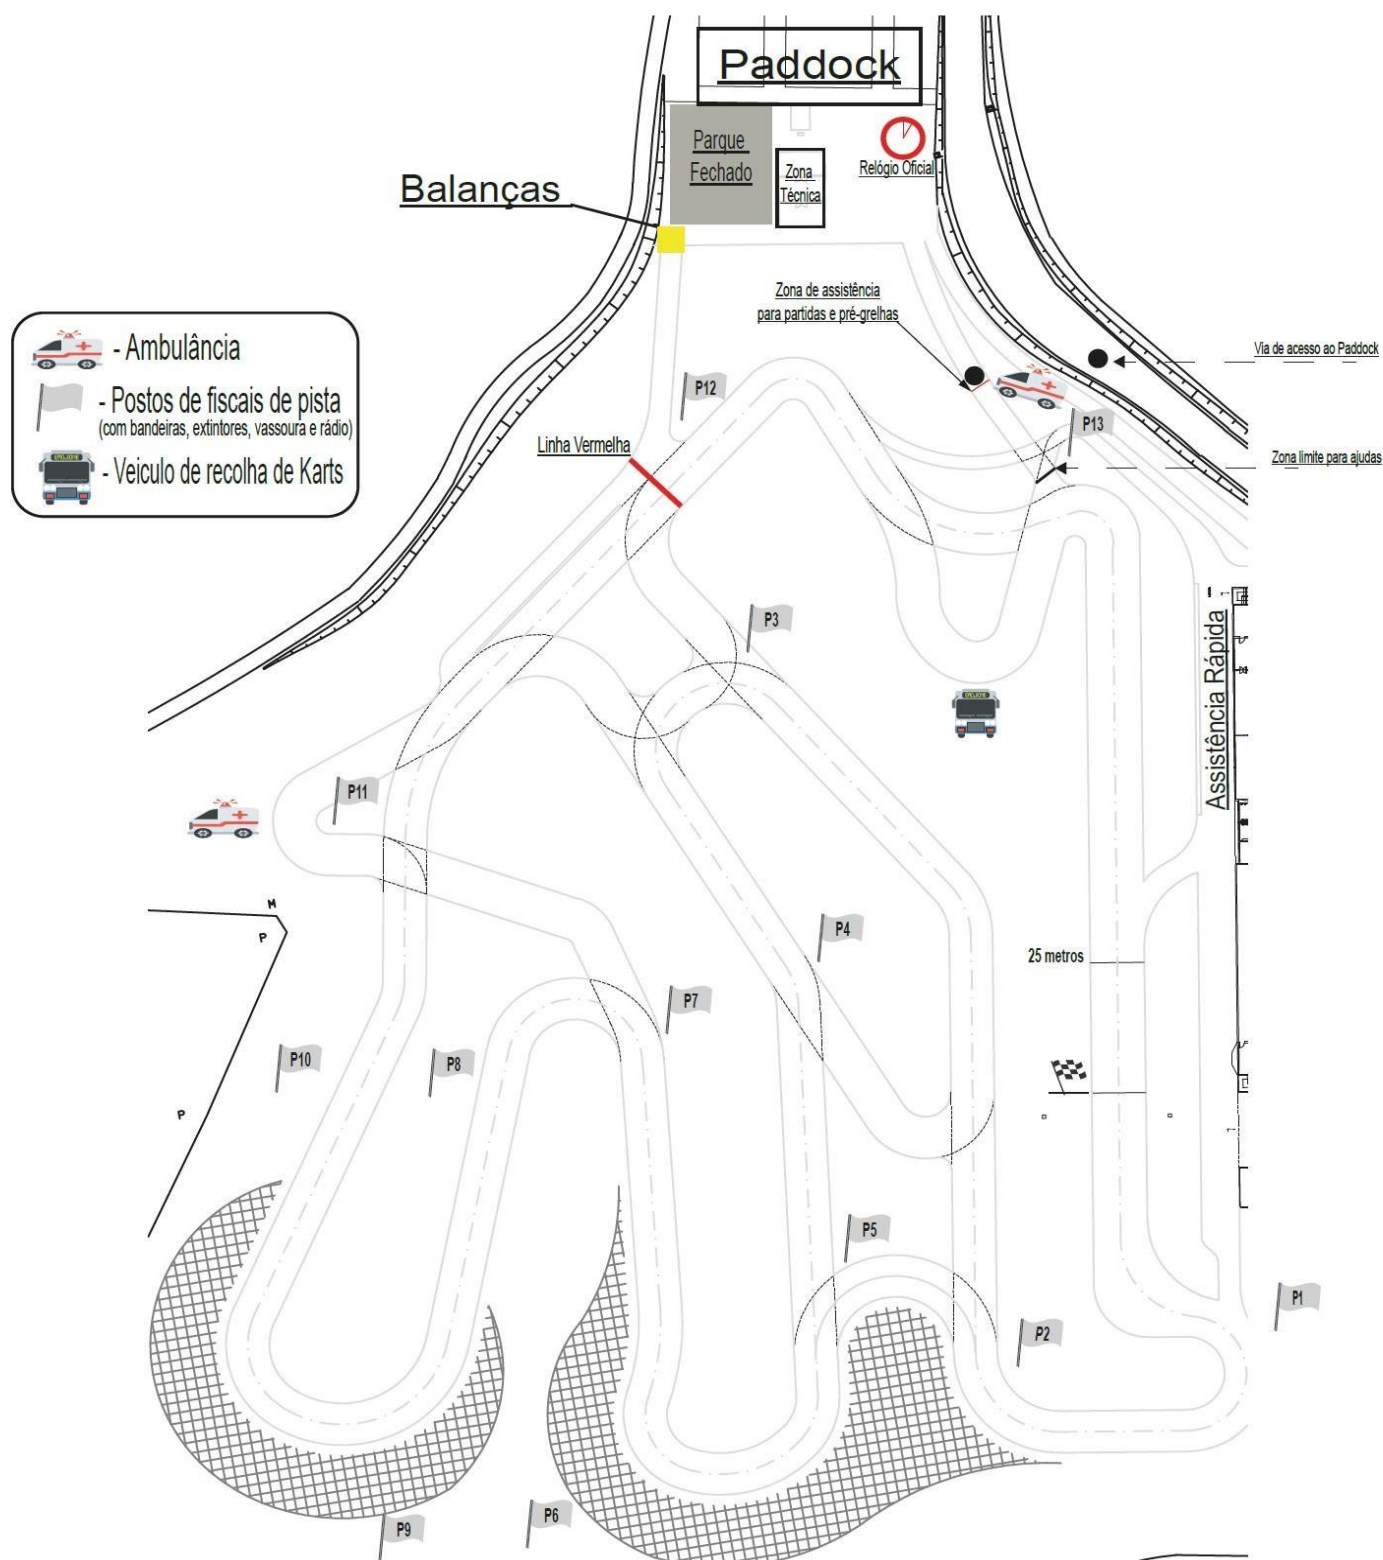 Paddock
Parque
Fechado
Zona
Técnica
Relógio Oficial
Balanças
Zona de assistência
para partidas e pré-grelhas
Via de acesso ao Paddock
- Ambulância
- Postos de fiscais de pista
(com bandeiras, extintores, vassoura e rádio)
- Veiculo de recolha de Karts
P12
P13
Linha Vermelha
Zona limite para ajudas
P3
Assistência Rápida
P11
M
P
P4
25 metros
P7
P10
P8
P
P5
P1
P2
P6
P9